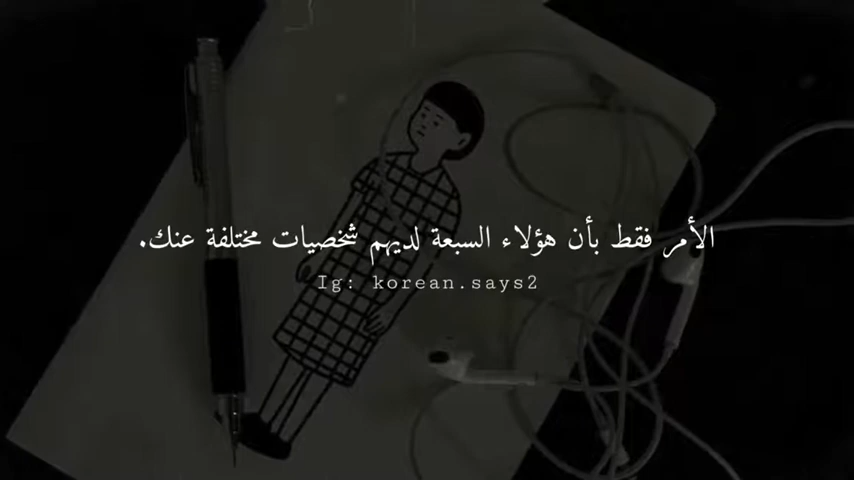 الأمر فقط بأن هؤلاء السبعة لديهم شخصيات مختلفة عنك.
Ig: korean.says2